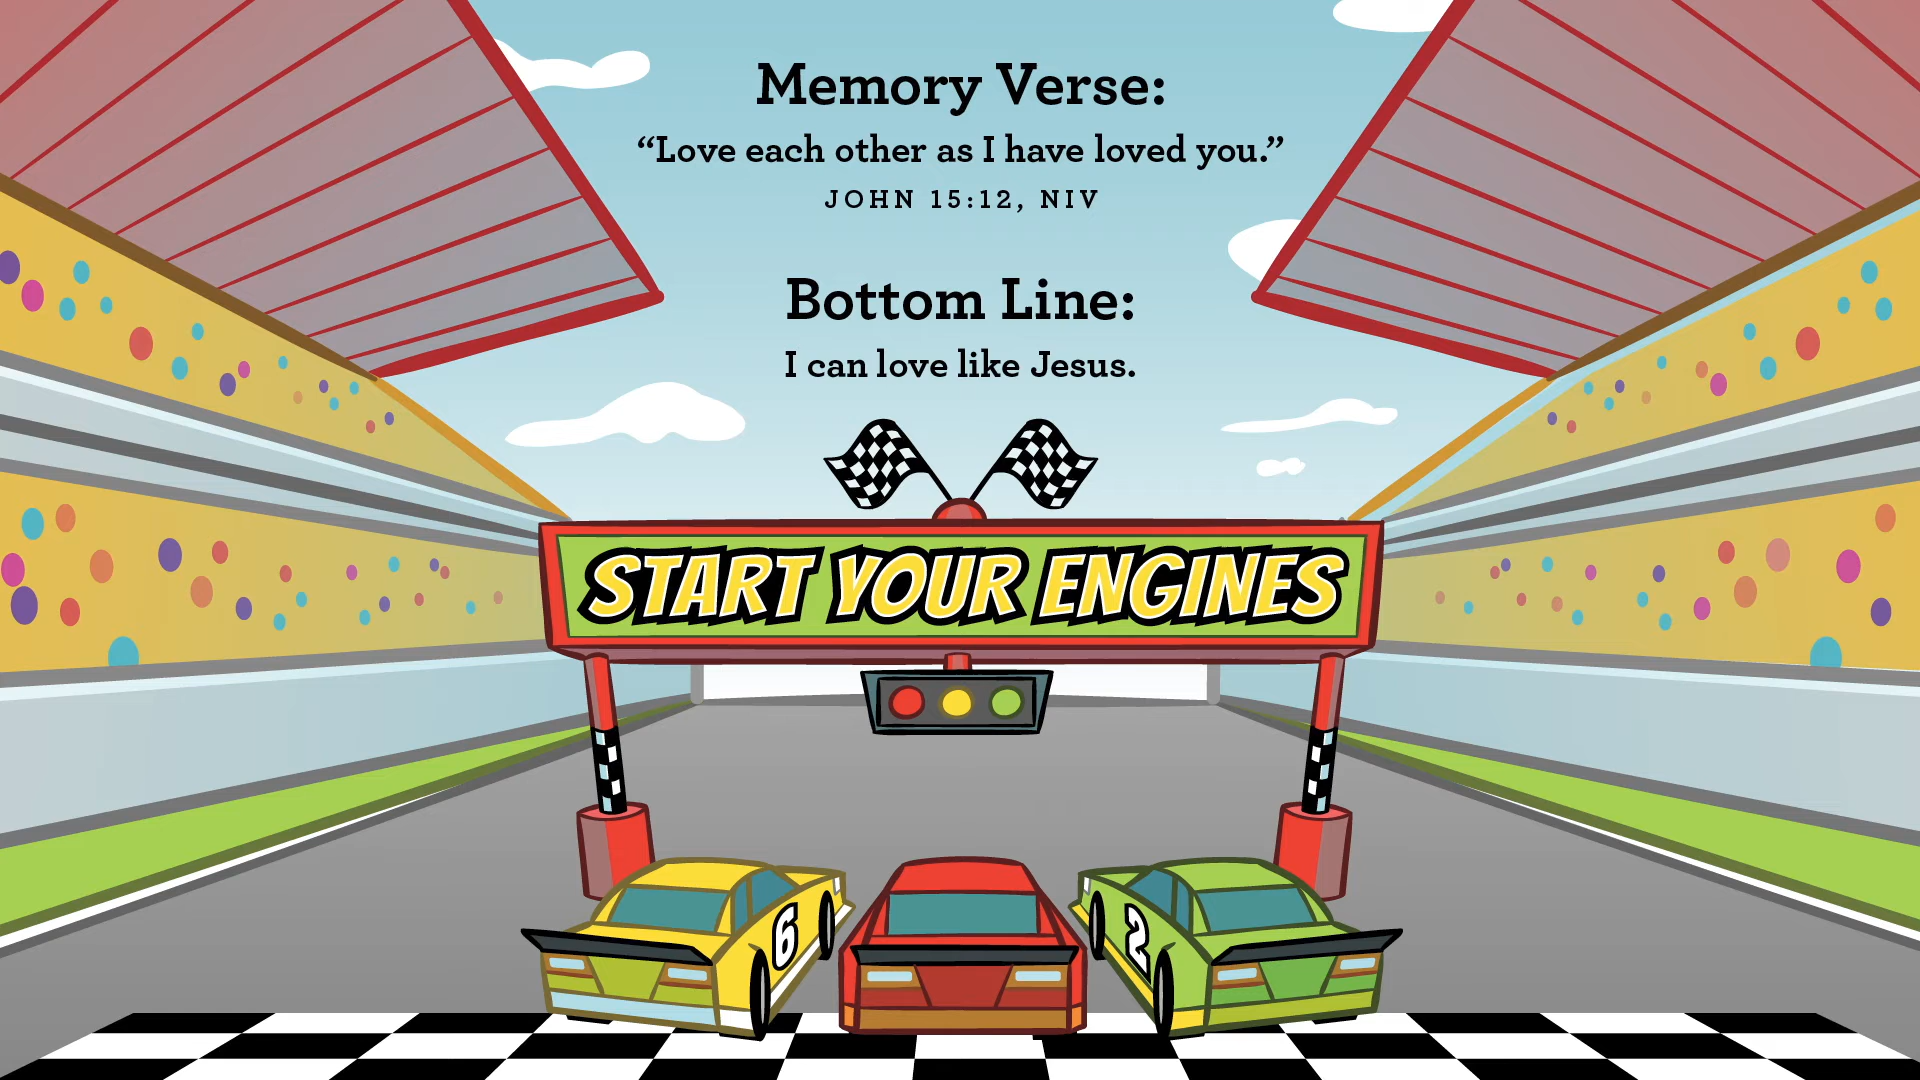 Memory Verse:
“Love each other as I have loved you.”
JOHN 15:12, NIV
Bottom Line:
I can love like Jesus.
START YOUR ENGINES
6
2